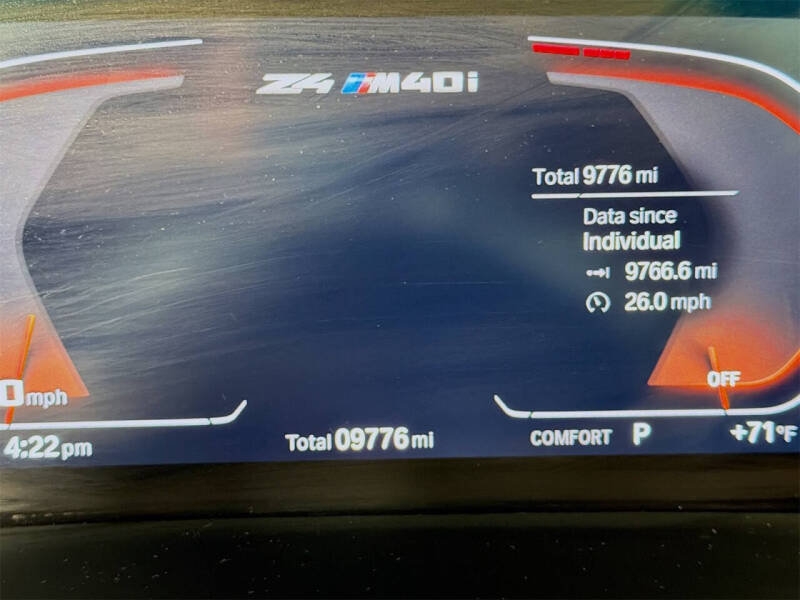 Z4 M40i
Total 9776 mi
Data since
Individual
9766.6 mi
26.0 mph
OFF
0 mph
4:22 pm
Total 09776 mi
COMFORT P
+71°F